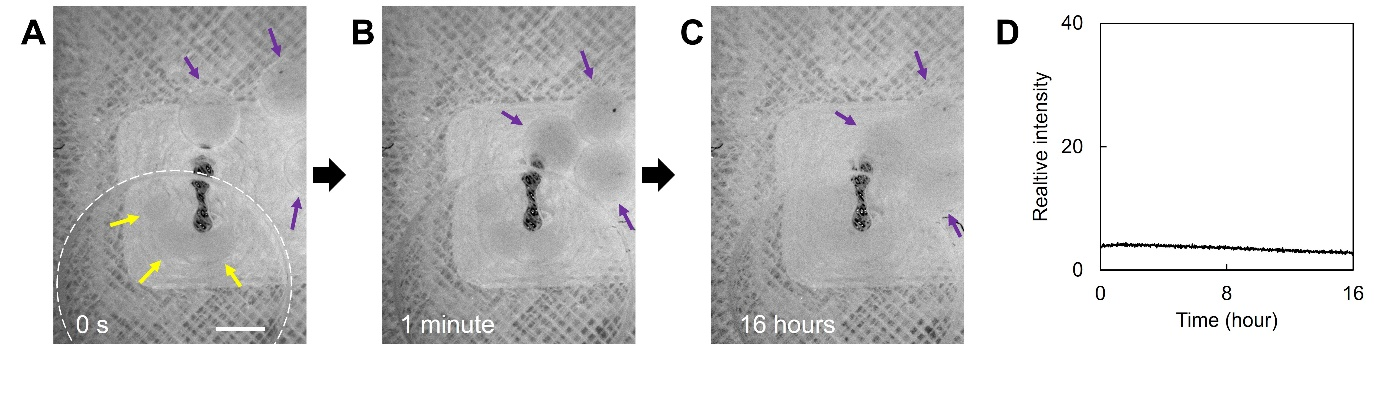 A
B
C
D
0 s
1 minute
16 hours
Realtive intensity
40
20
0
0
8
16
Time (hour)